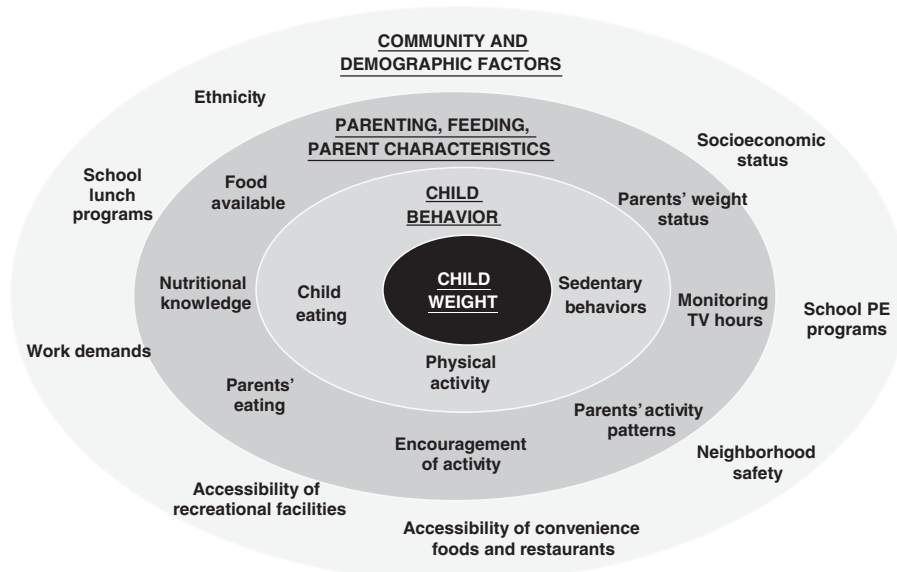 COMMUNITY AND
DEMOGRAPHIC FACTORS
Ethnicity
PARENTING, FEEDING,
PARENT CHARACTERISTICS
Socioeconomic
status
School
lunch
programs
Food
available
CHILD
BEHAVIOR
Parents' weight
status
Nutritional
knowledge
Child
eating
CHILD
WEIGHT
Sedentary
behaviors
Monitoring
TV hours
School PE
programs
Work demands
Physical
activity
Parents'
eating
Parents' activity
patterns
Encouragement
of activity
Neighborhood
safety
Accessibility of
recreational facilities
Accessibility of convenience
foods and restaurants